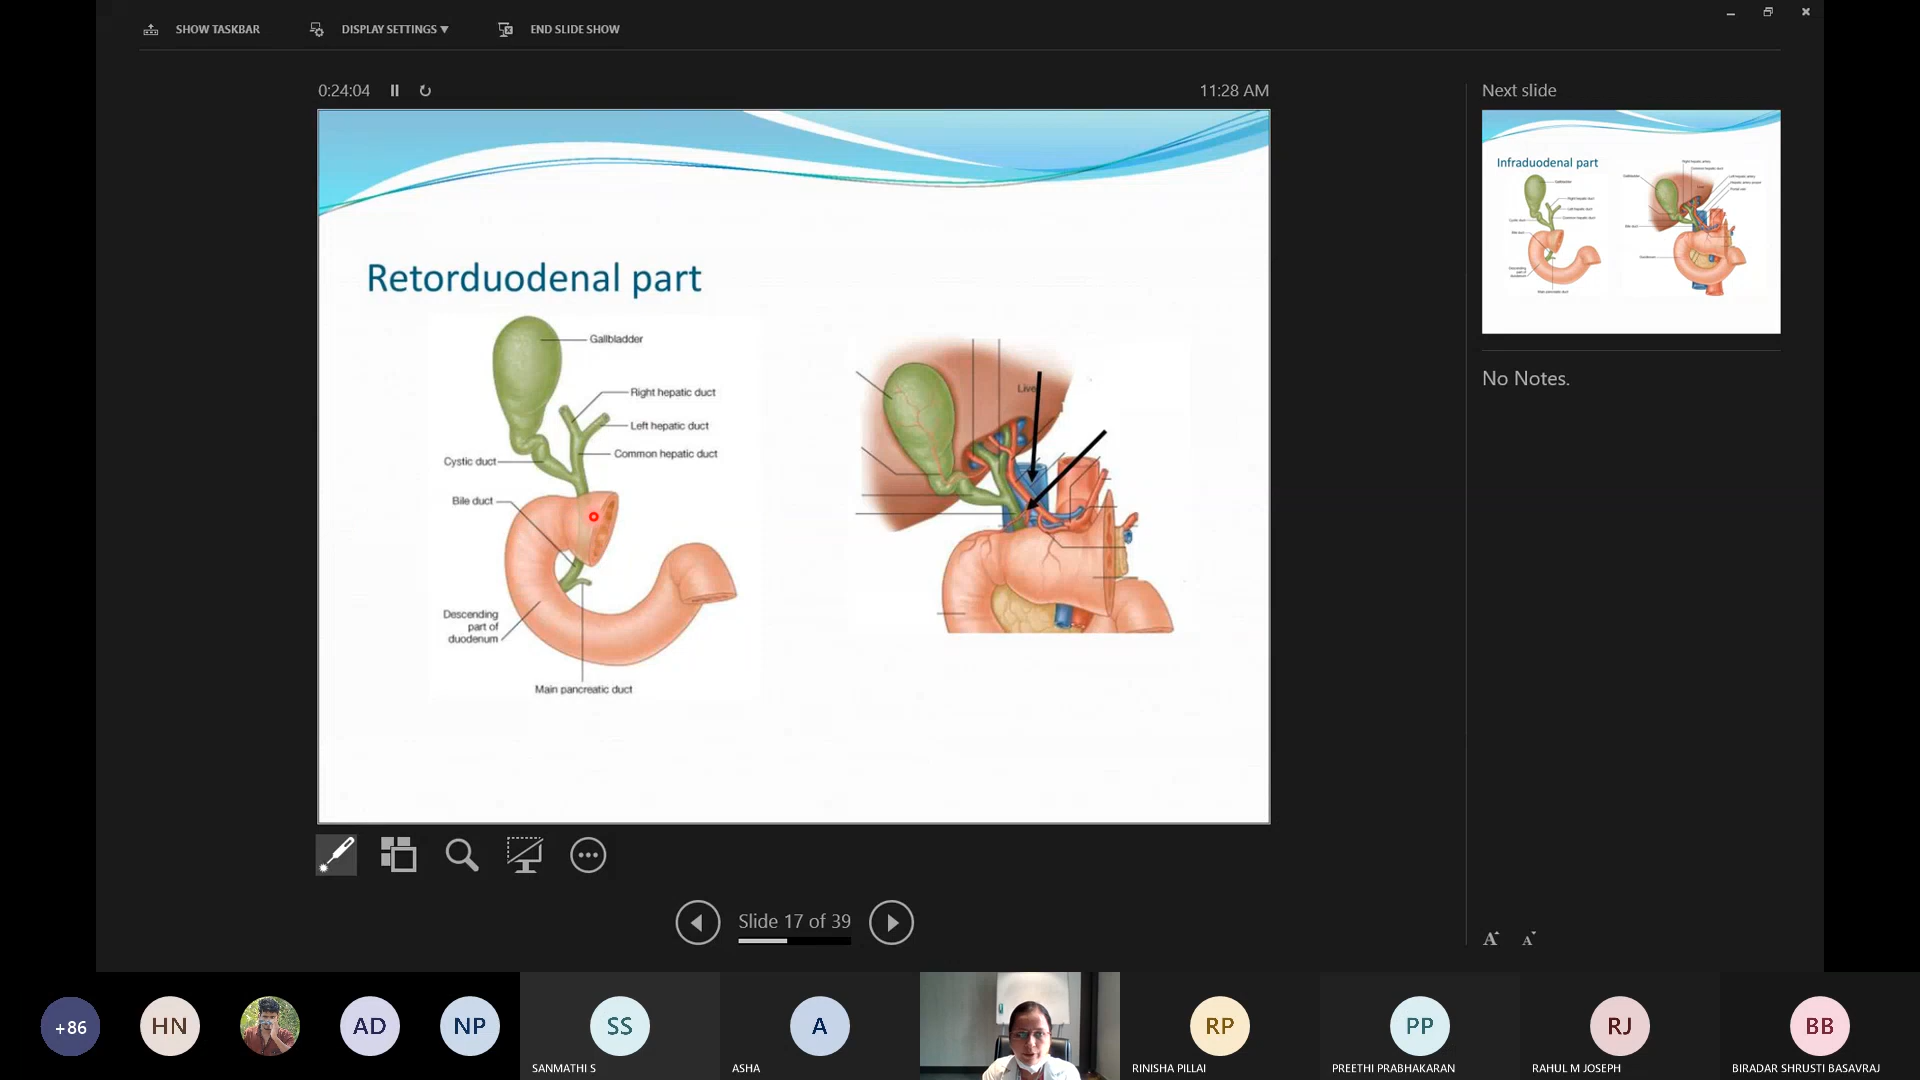 SHOW TASKBAR
DISPLAY SETTINGS ▼
END SLIDE SHOW
0:24:04
11:28 AM
Next slide
Retorduodenal part
Gallbladder
Right hepatic duct
Left hepatic duct
Common hepatic duct
Cystic duct
Bile duct
Descending
part of
duodenum
Main pancreatic duct
Live
Infraduodenal part
No Notes.
Slide 17 of 39
A A
+86
HN
AD
NP
SS
SANMATHI S
A
ASHA
RP
RINISHA PILLAI
PP
PREETHI PRABHAKARAN
RJ
RAHUL M JOSEPH
BB
BIRADAR SHRUSTI BASAVRAJ